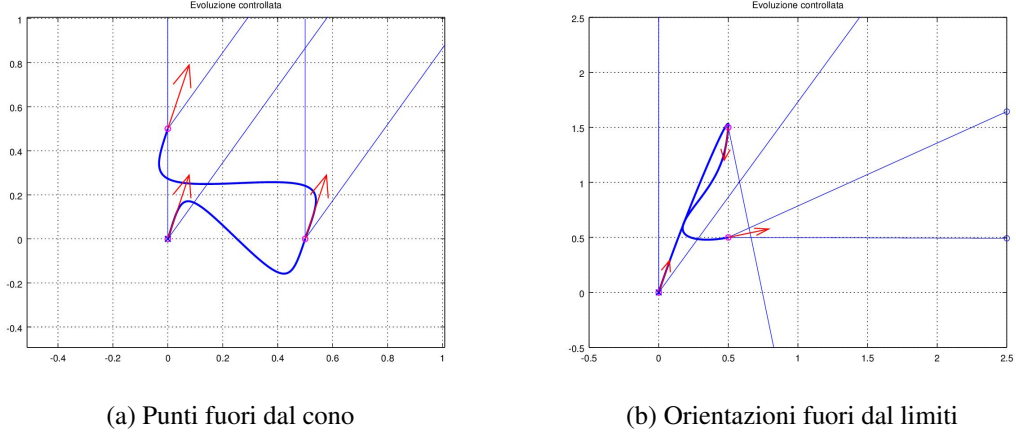 Evoluzione controllata
1
0.8
0.6
0.4
0.2
0
-0.2
-0.4
-0.4 -0.2 0 0.2 0.4 0.6 0.8 1
(a) Punti fuori dal cono
Evoluzione controllata
2.5
2
1.5
1
0.5
0
-0.5
-0.5 0 0.5 1 1.5 2 2.5
(b) Orientazioni fuori dal limiti